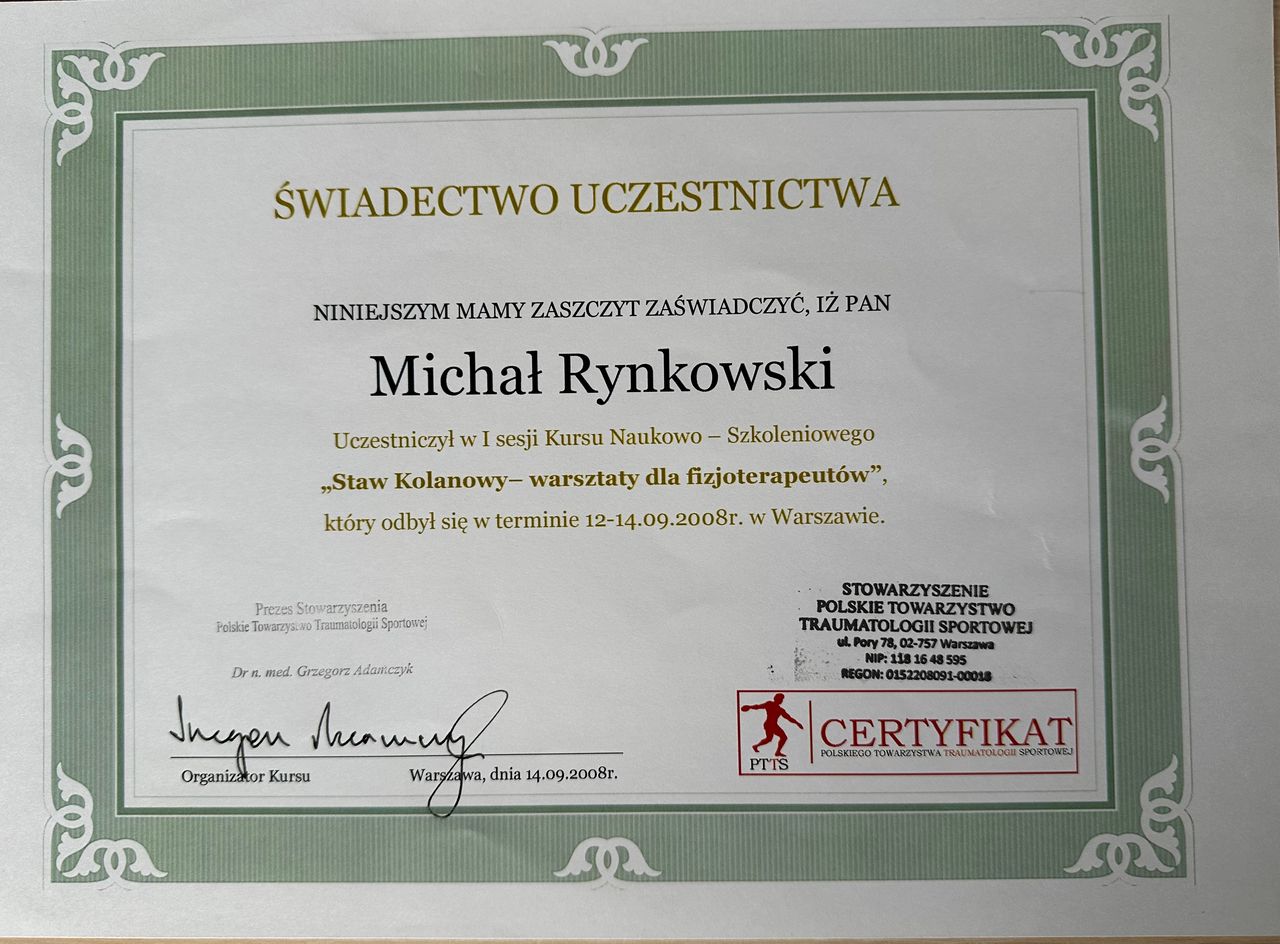 ŚWIADECTWO UCZESTNICTWA
NINIEJSZYM MAMY ZASZCZYT ZAŚWIADCZYĆ, IŻ PAN
Michał Rynkowski
Uczestniczył w I sesji Kursu Naukowo – Szkoleniowego
„Staw Kolanowy– warsztaty dla fizjoterapeutów”,
który odbył się w terminie 12-14.09.2008r. w Warszawie.
Prezes Stowarzyszenia
Polskie Towarzystwo Traumatologii Sportowej
Dr n. med. Grzegorz Adamczyk
Organizator Kursu
Warszawa, dnia 14.09.2008r.
STOWARZYSZENIE
POLSKIE TOWARZYSTWO
TRAUMATOLOGII SPORTOWEJ
ul. Pory 78, 02-757 Warszawa
NIP: 118 16 48 595
REGON: 0152208091-00018
PTTS
CERTYFIKAT
POLSKIEGO TOWARZYSTWA TRAUMATOLOGII SPORTOWEJ